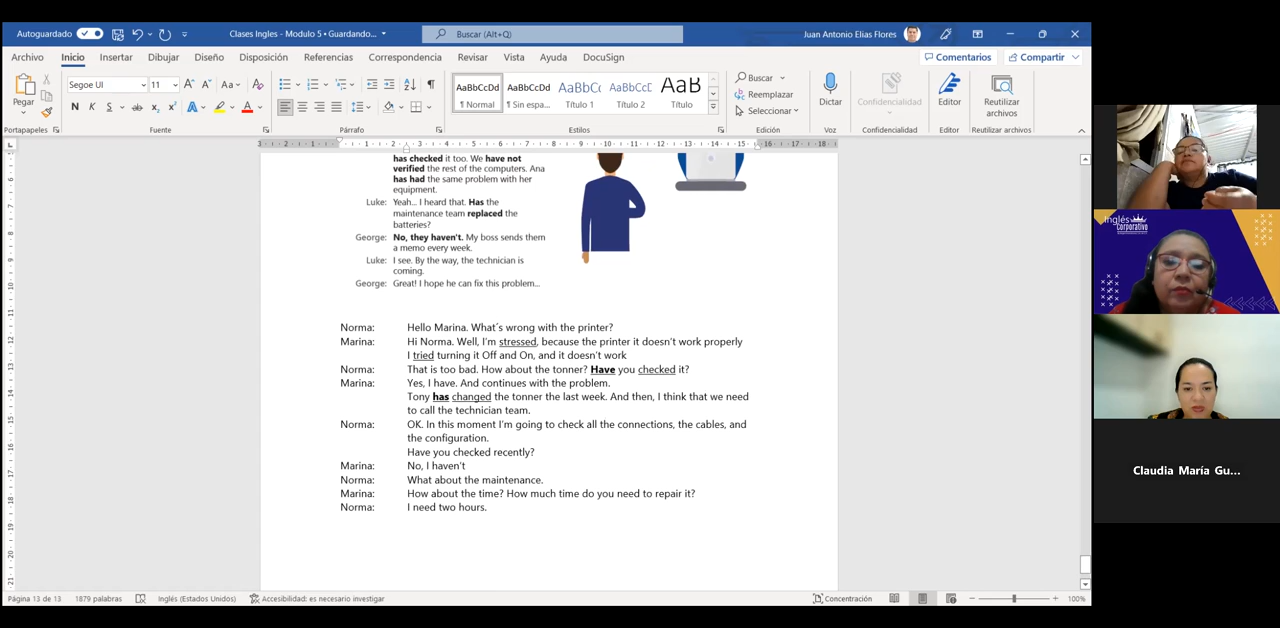 Autoguardado
Clases Ingles - Modulo 5 • Guardando...
Buscar (Alt+Q)
Juan Antonio Elias Flores
Archivo Inicio Insertar Dibujar Diseño Disposición Referencias Correspondencia Revisar Vista Ayuda DocuSign
Comentarios Compartir
Pegar
Segoe UI 11
N K S ab x₂ x² A A
AaBbCcDd AaBbCcDd AaBbCc AaBbCcC AaB
¶ Normal ¶ Sin espa... Título 1 Título 2 Título
Buscar
Reemplazar
Seleccionar
Dictar
Confidencialidad
Editor
Reutilizar archivos
Portapapeles Fuente Párrafo Estilos Edición Voz Confidencialidad Editor Reutilizar archivos
has checked it too. We have not
verified the rest of the computers. Ana
has had the same problem with her
equipment.
Luke: Yeah... I heard that. Has the
maintenance team replaced the
batteries?
George: No, they haven't. My boss sends them
a memo every week.
Luke: I see. By the way, the technician is
coming.
George: Great! I hope he can fix this problem...
Norma: Hello Marina. What´s wrong with the printer?
Marina: Hi Norma. Well, I'm stressed, because the printer it doesn't work properly
I tried turning it Off and On, and it doesn't work
Norma: That is too bad. How about the tonner? Have you checked it?
Marina: Yes, I have. And continues with the problem.
Tony has changed the tonner the last week. And then, I think that we need
to call the technician team.
Norma: OK. In this moment I'm going to check all the connections, the cables, and
the configuration.
Have you checked recently?
Marina: No, I haven't
Norma: What about the maintenance.
Marina: How about the time? How much time do you need to repair it?
Norma: I need two hours.
Página 13 de 13 1879 palabras Inglés (Estados Unidos) Accesibilidad: es necesario investigar
Concentración 100%
Inglés
Corporativo
Claudia María Gu...